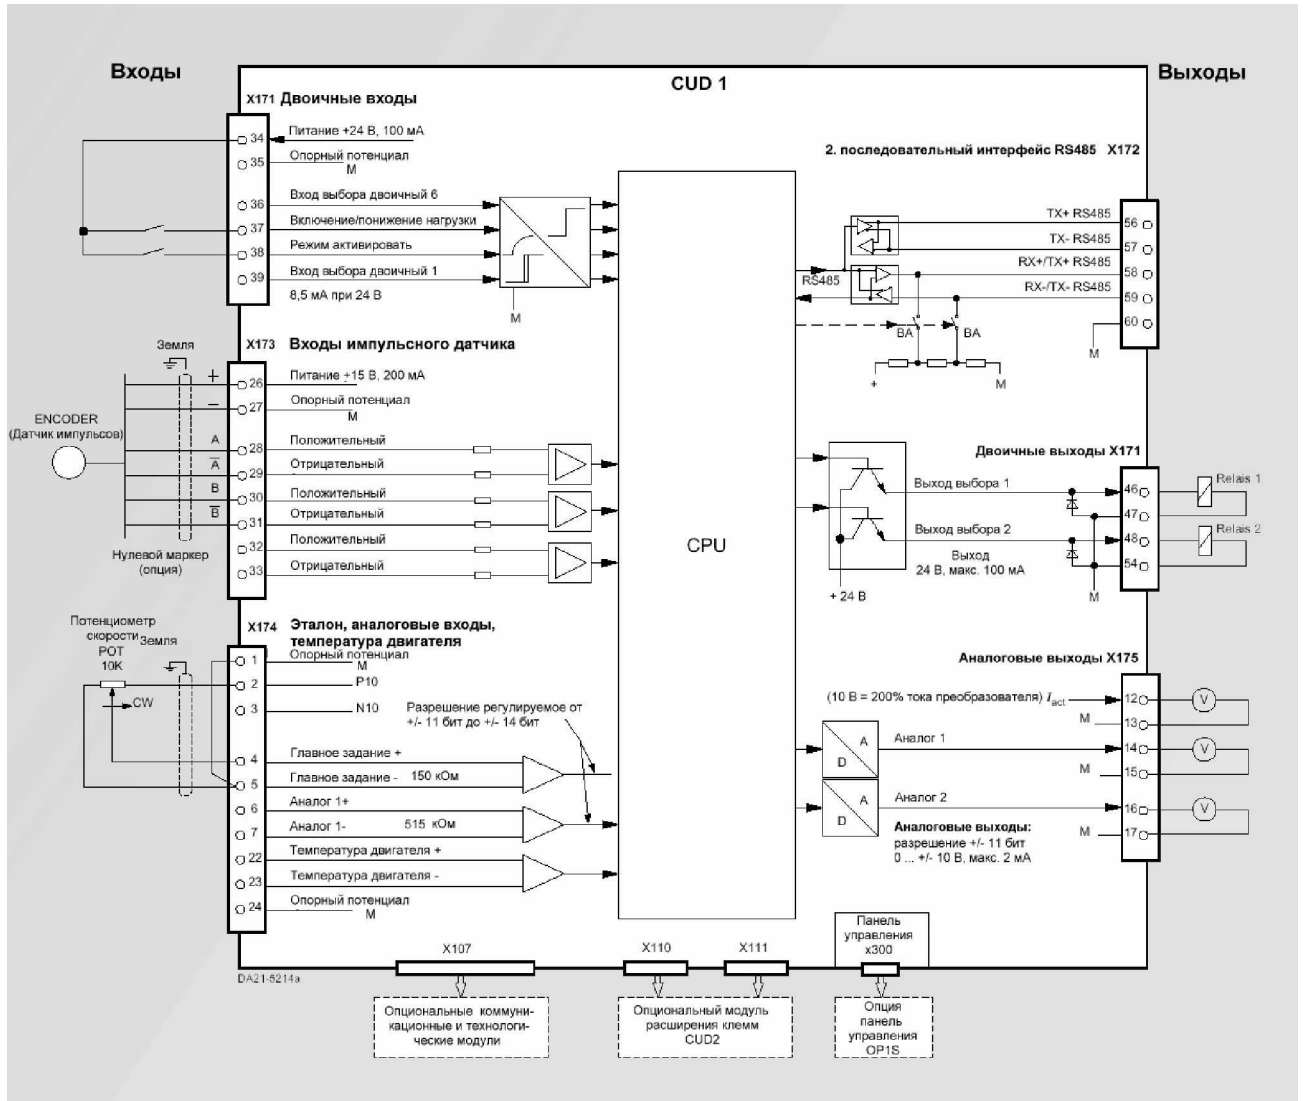 Входы
CUD 1
Выходы
X171 Двоичные входы
34
Питание +24 В, 100 мА
35
Опорный потенциал
M
36
Вход выбора двоичный 6
37
Включение/понижение нагрузки
38
Режим активировать
39
Вход выбора двоичный 1
8,5 мА при 24 В
M
2. последовательный интерфейс RS485 X172
TX+ RS485
56
TX- RS485
57
RX+/TX+ RS485
58
RX-/TX- RS485
59
60
M
RS485
BA
BA
+
M
Земля
X173 Входы импульсного датчика
+
26
Питание +15 В, 200 мА
−
27
Опорный потенциал
M
ENCODER
(Датчик импульсов)
A
28
Положительный
A̅
29
Отрицательный
B
30
Положительный
B̅
31
Отрицательный
32
Положительный
33
Отрицательный
Нулевой маркер
(опция)
CPU
Двоичные выходы X171
Выход выбора 1
46
Relais 1
47
Выход выбора 2
48
Relais 2
54
Выход
24 В, макс. 100 мА
+ 24 В
M
Потенциометр
скорости
POT
10K
Земля
CW
X174 Эталон, аналоговые входы,
температура двигателя
1
Опорный потенциал
M
2
P10
3
N10
Разрешение регулируемое от
+/- 11 бит до +/- 14 бит
4
Главное задание +
5
Главное задание - 150 кОм
6
Аналог 1+
7
Аналог 1- 515 кОм
22
Температура двигателя +
23
Температура двигателя -
24
Опорный потенциал
M
Аналоговые выходы X175
(10 В = 200% тока преобразователя) Iact
12
V
M
13
A
D
Аналог 1
14
V
M
15
A
D
Аналог 2
16
V
M
17
Аналоговые выходы:
разрешение +/- 11 бит
0 ... +/- 10 В, макс. 2 мА
DA21-5214a
X107
X110
X111
Панель
управления
x300
Опциональные коммуни-
кационные и технологи-
ческие модули
Опциональный модуль
расширения клемм
CUD2
Опция
панель
управления
OP1S